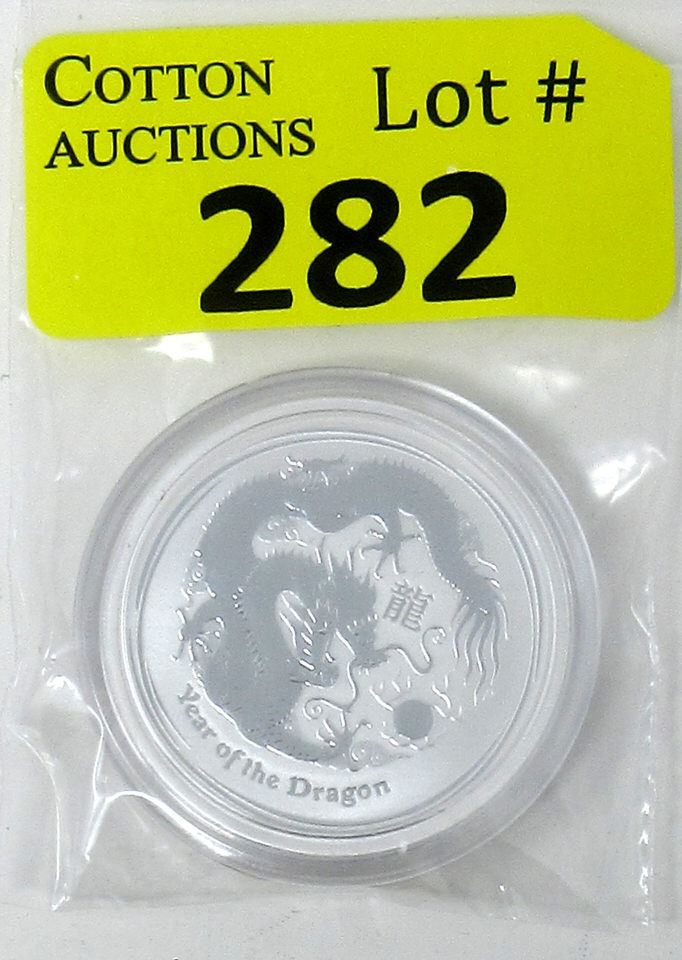 COTTON
AUCTIONS
Lot #
282
龍
Year of the Dragon